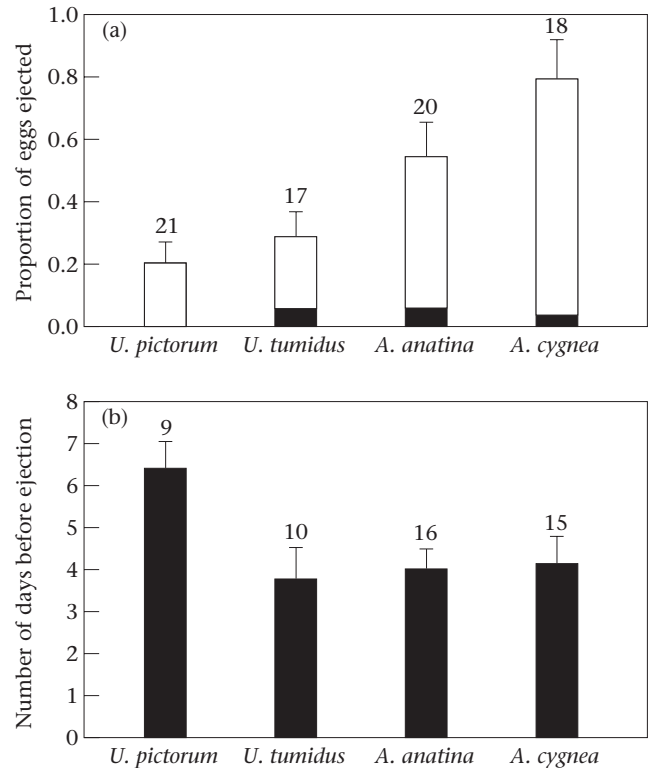 (a)
Proportion of eggs ejected
1.0
0.8
0.6
0.4
0.2
0.0
21
17
20
18
U. pictorum
U. tumidus
A. anatina
A. cygnea
(b)
Number of days before ejection
8
7
6
5
4
3
2
1
0
9
10
16
15
U. pictorum
U. tumidus
A. anatina
A. cygnea